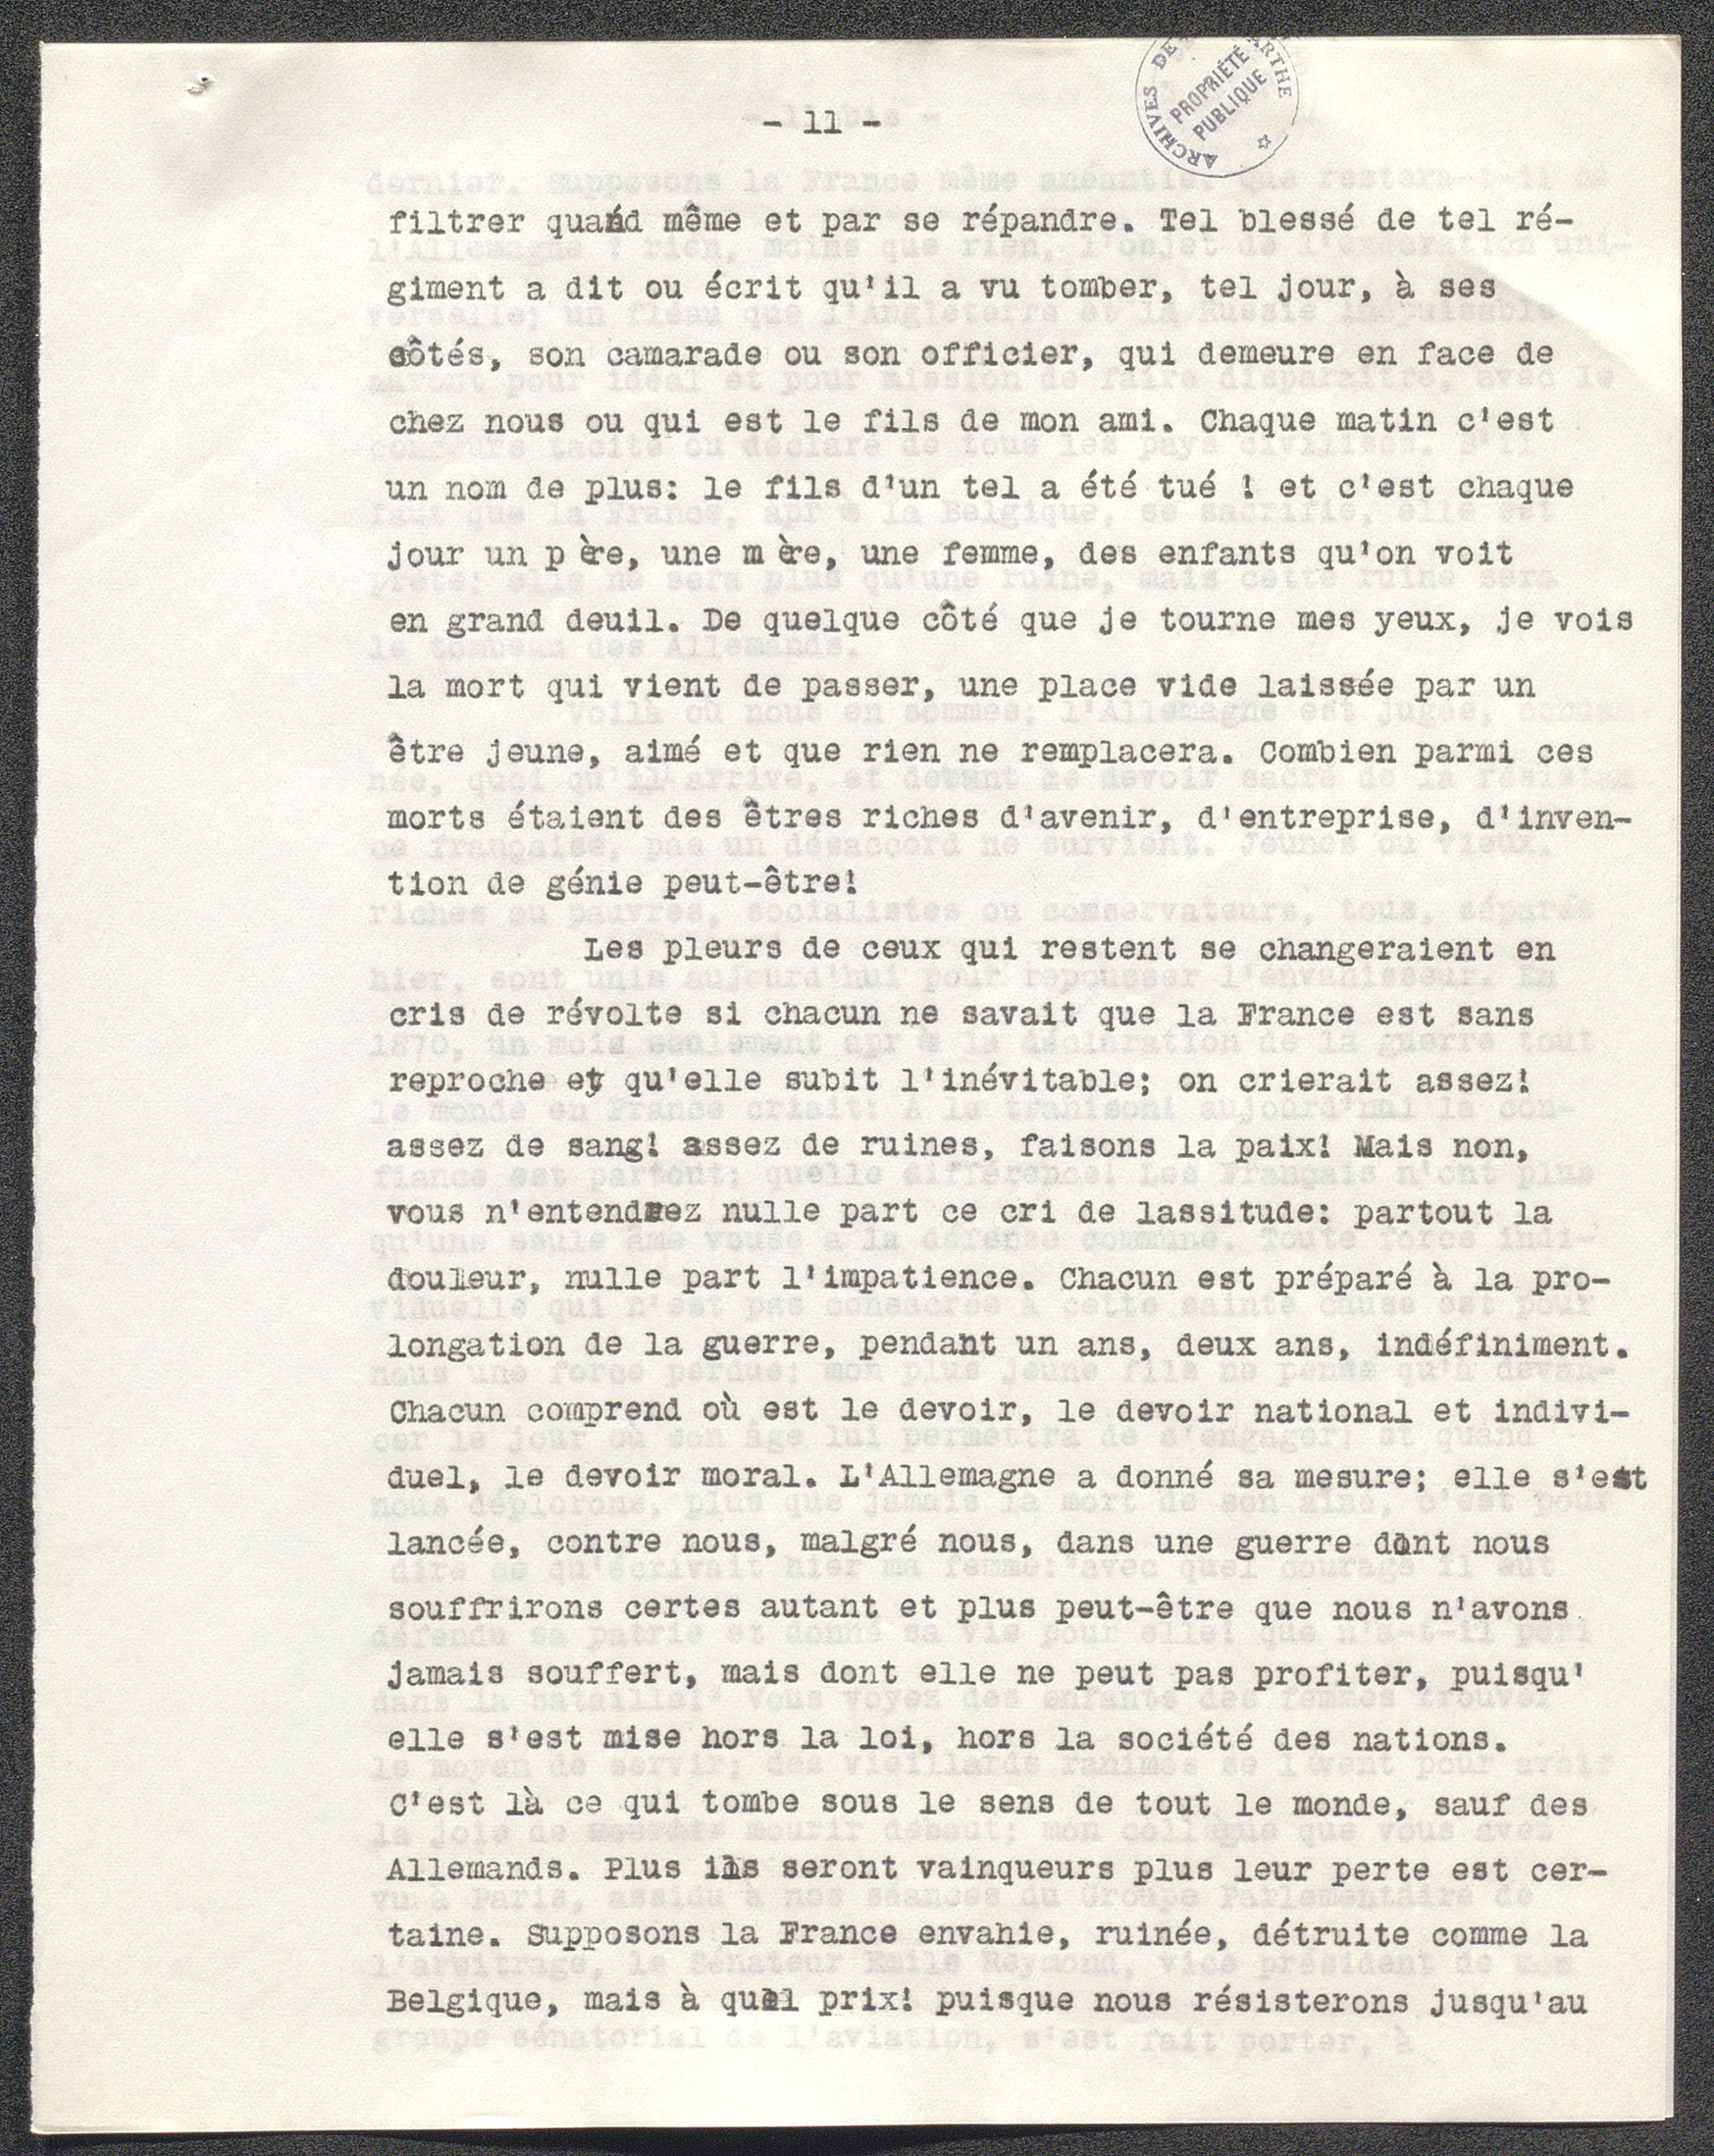 - 11 -
ARCHIVES DE ARTHE
PROPRIÉTÉ
PUBLIQUE
filtrer quand même et par se répandre. Tel blessé de tel ré-
giment a dit ou écrit qu'il a vu tomber, tel jour, à ses
côtés, son camarade ou son officier, qui demeure en face de
chez nous ou qui est le fils de mon ami. Chaque matin c'est
un nom de plus: le fils d'un tel a été tué ! et c'est chaque
jour un père, une mère, une femme, des enfants qu'on voit
en grand deuil. De quelque côté que je tourne mes yeux, je vois
la mort qui vient de passer, une place vide laissée par un
être jeune, aimé et que rien ne remplacera. Combien parmi ces
morts étaient des êtres riches d'avenir, d'entreprise, d'inven-
tion de génie peut-être!
Les pleurs de ceux qui restent se changeraient en
cris de révolte si chacun ne savait que la France est sans
reproche et qu'elle subit l'inévitable; on crierait assez!
assez de sang! assez de ruines, faisons la paix! Mais non,
vous n'entendrez nulle part ce cri de lassitude: partout la
douleur, nulle part l'impatience. Chacun est préparé à la pro-
longation de la guerre, pendant un ans, deux ans, indéfiniment.
Chacun comprend où est le devoir, le devoir national et indivi-
duel, le devoir moral. L'Allemagne a donné sa mesure; elle s'est
lancée, contre nous, malgré nous, dans une guerre dont nous
souffrirons certes autant et plus peut-être que nous n'avons
jamais souffert, mais dont elle ne peut pas profiter, puisqu'
elle s'est mise hors la loi, hors la société des nations.
C'est là ce qui tombe sous le sens de tout le monde, sauf des
Allemands. Plus ils seront vainqueurs plus leur perte est cer-
taine. Supposons la France envahie, ruinée, détruite comme la
Belgique, mais à quel prix! puisque nous résisterons jusqu'au